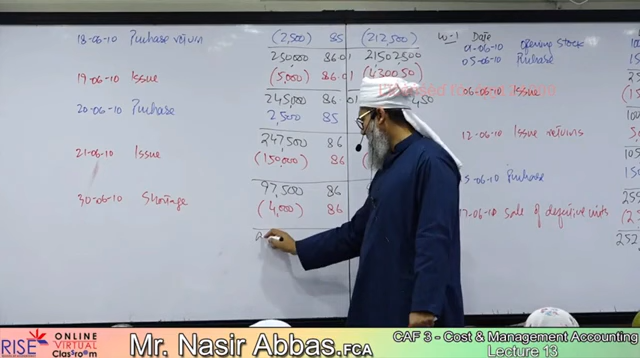 18-06-10 Purchase return (2,500) 85 (212,500)
250,000 86.01 21502500
19-06-10 Issue (5,000) 86.01 (430050)
245,000 86.01
20-06-10 Purchase 2,500 85
247,500 86
21-06-10 Issue (150,000) 86
97,500 86
30-06-10 Shortage (4,000) 86
W-1 Date
01-06-10 opening stock
05-06-10 Purchase
06-06-10 Issue
12-06-10 Issue returns
5-06-10 Purchase
17-06-10 Sale of defective units
RISE
ONLINE
VIRTUAL
Classroom
Mr. Nasir Abbas.FCA
CAF 3 - Cost & Management Accounting
Lecture 13